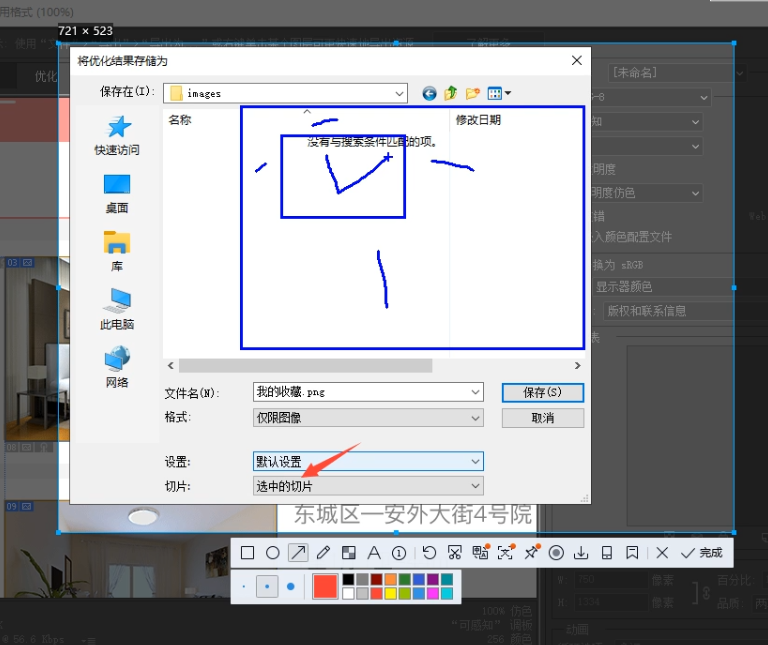 用格式 (100%)
721 × 523
优化
将优化结果存储为
保存在(I):
images
[未命名]
名称
修改日期
没有与搜索条件匹配的项。
快速访问
桌面
库
此电脑
网络
明度
明度仿色
入颜色配置文件
换为 sRGB
显示器颜色
版权和联系信息
表
03
08
09
文件名(N):
我的收藏.png
保存(S)
格式:
仅限图像
取消
设置:
默认设置
切片:
选中的切片
东城区一安外大街4号院
完成
W: 750
像素
百分比:
H: 1334
像素
品质:
动画
100% 仿色
“可感知” 调板
256 颜色